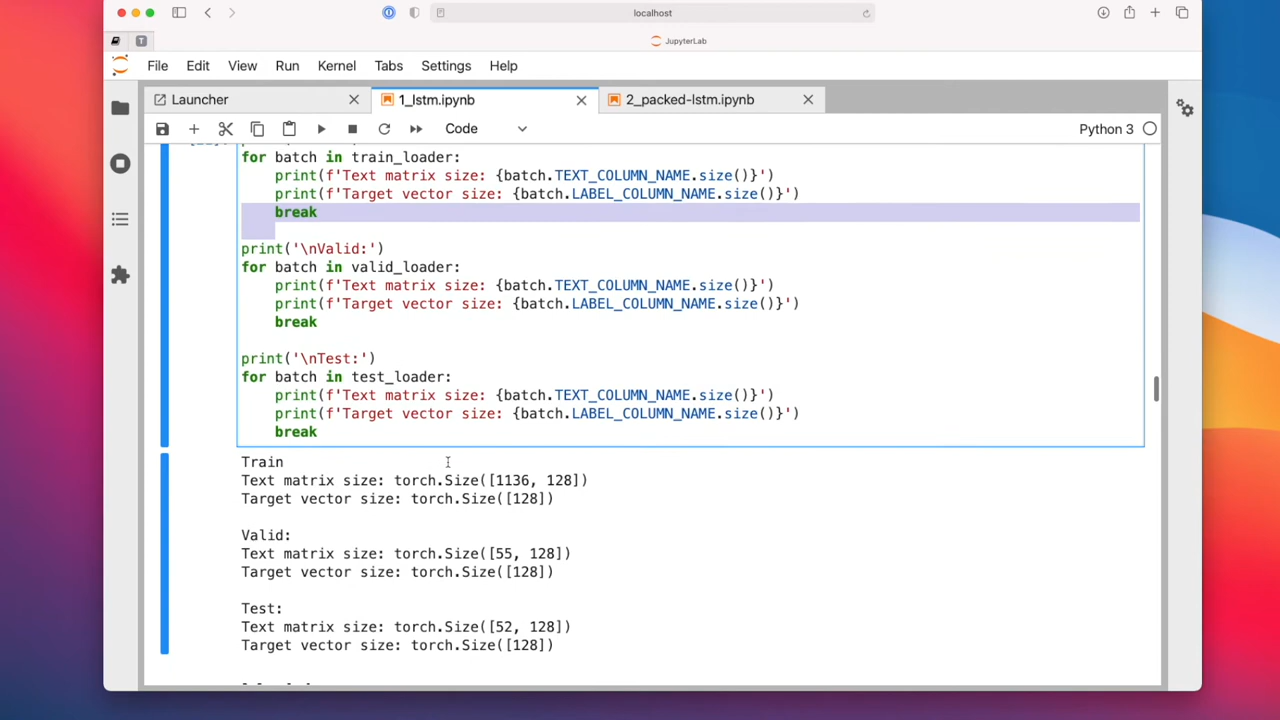 localhost
T
JupyterLab
File Edit View Run Kernel Tabs Settings Help
Launcher 1_lstm.ipynb 2_packed-lstm.ipynb
Code Python 3
for batch in train_loader:
    print(f'Text matrix size: {batch.TEXT_COLUMN_NAME.size()}')
    print(f'Target vector size: {batch.LABEL_COLUMN_NAME.size()}')
    break
print('\nValid:')
for batch in valid_loader:
    print(f'Text matrix size: {batch.TEXT_COLUMN_NAME.size()}')
    print(f'Target vector size: {batch.LABEL_COLUMN_NAME.size()}')
    break
print('\nTest:')
for batch in test_loader:
    print(f'Text matrix size: {batch.TEXT_COLUMN_NAME.size()}')
    print(f'Target vector size: {batch.LABEL_COLUMN_NAME.size()}')
    break
Train
Text matrix size: torch.Size([1136, 128])
Target vector size: torch.Size([128])
Valid:
Text matrix size: torch.Size([55, 128])
Target vector size: torch.Size([128])
Test:
Text matrix size: torch.Size([52, 128])
Target vector size: torch.Size([128])